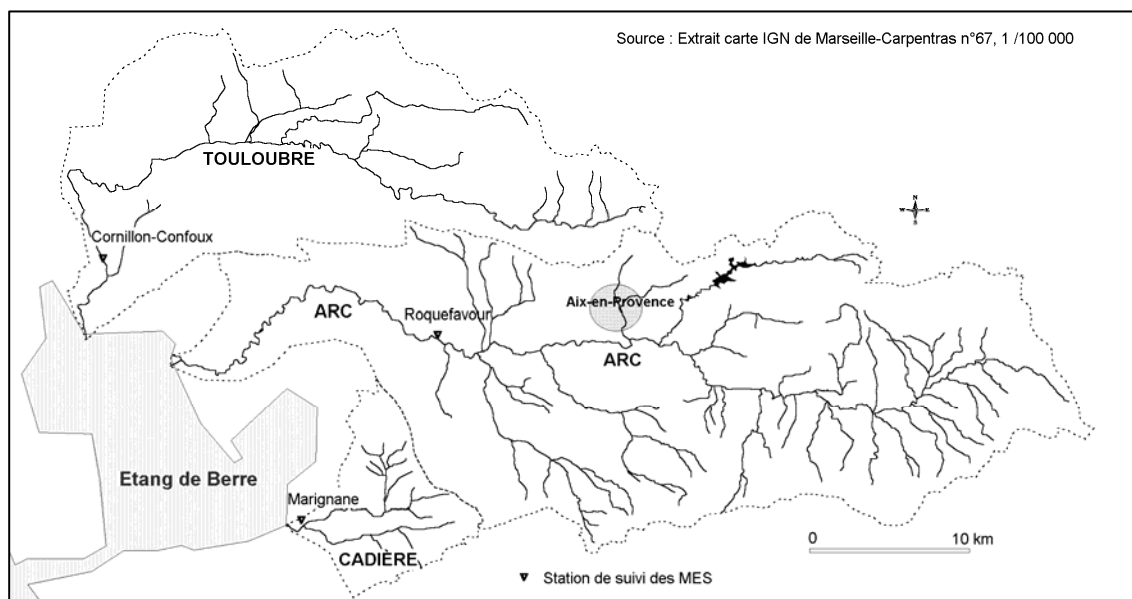 Source : Extrait carte IGN de Marseille-Carpentras n°67, 1 /100 000
TOULOUBRE
N
W E
S
Cornillon-Confoux
Aix-en-Provence
ARC
Roquefavour
ARC
Etang de Berre
Marignane
CADIÈRE
0 10 km
Station de suivi des MES